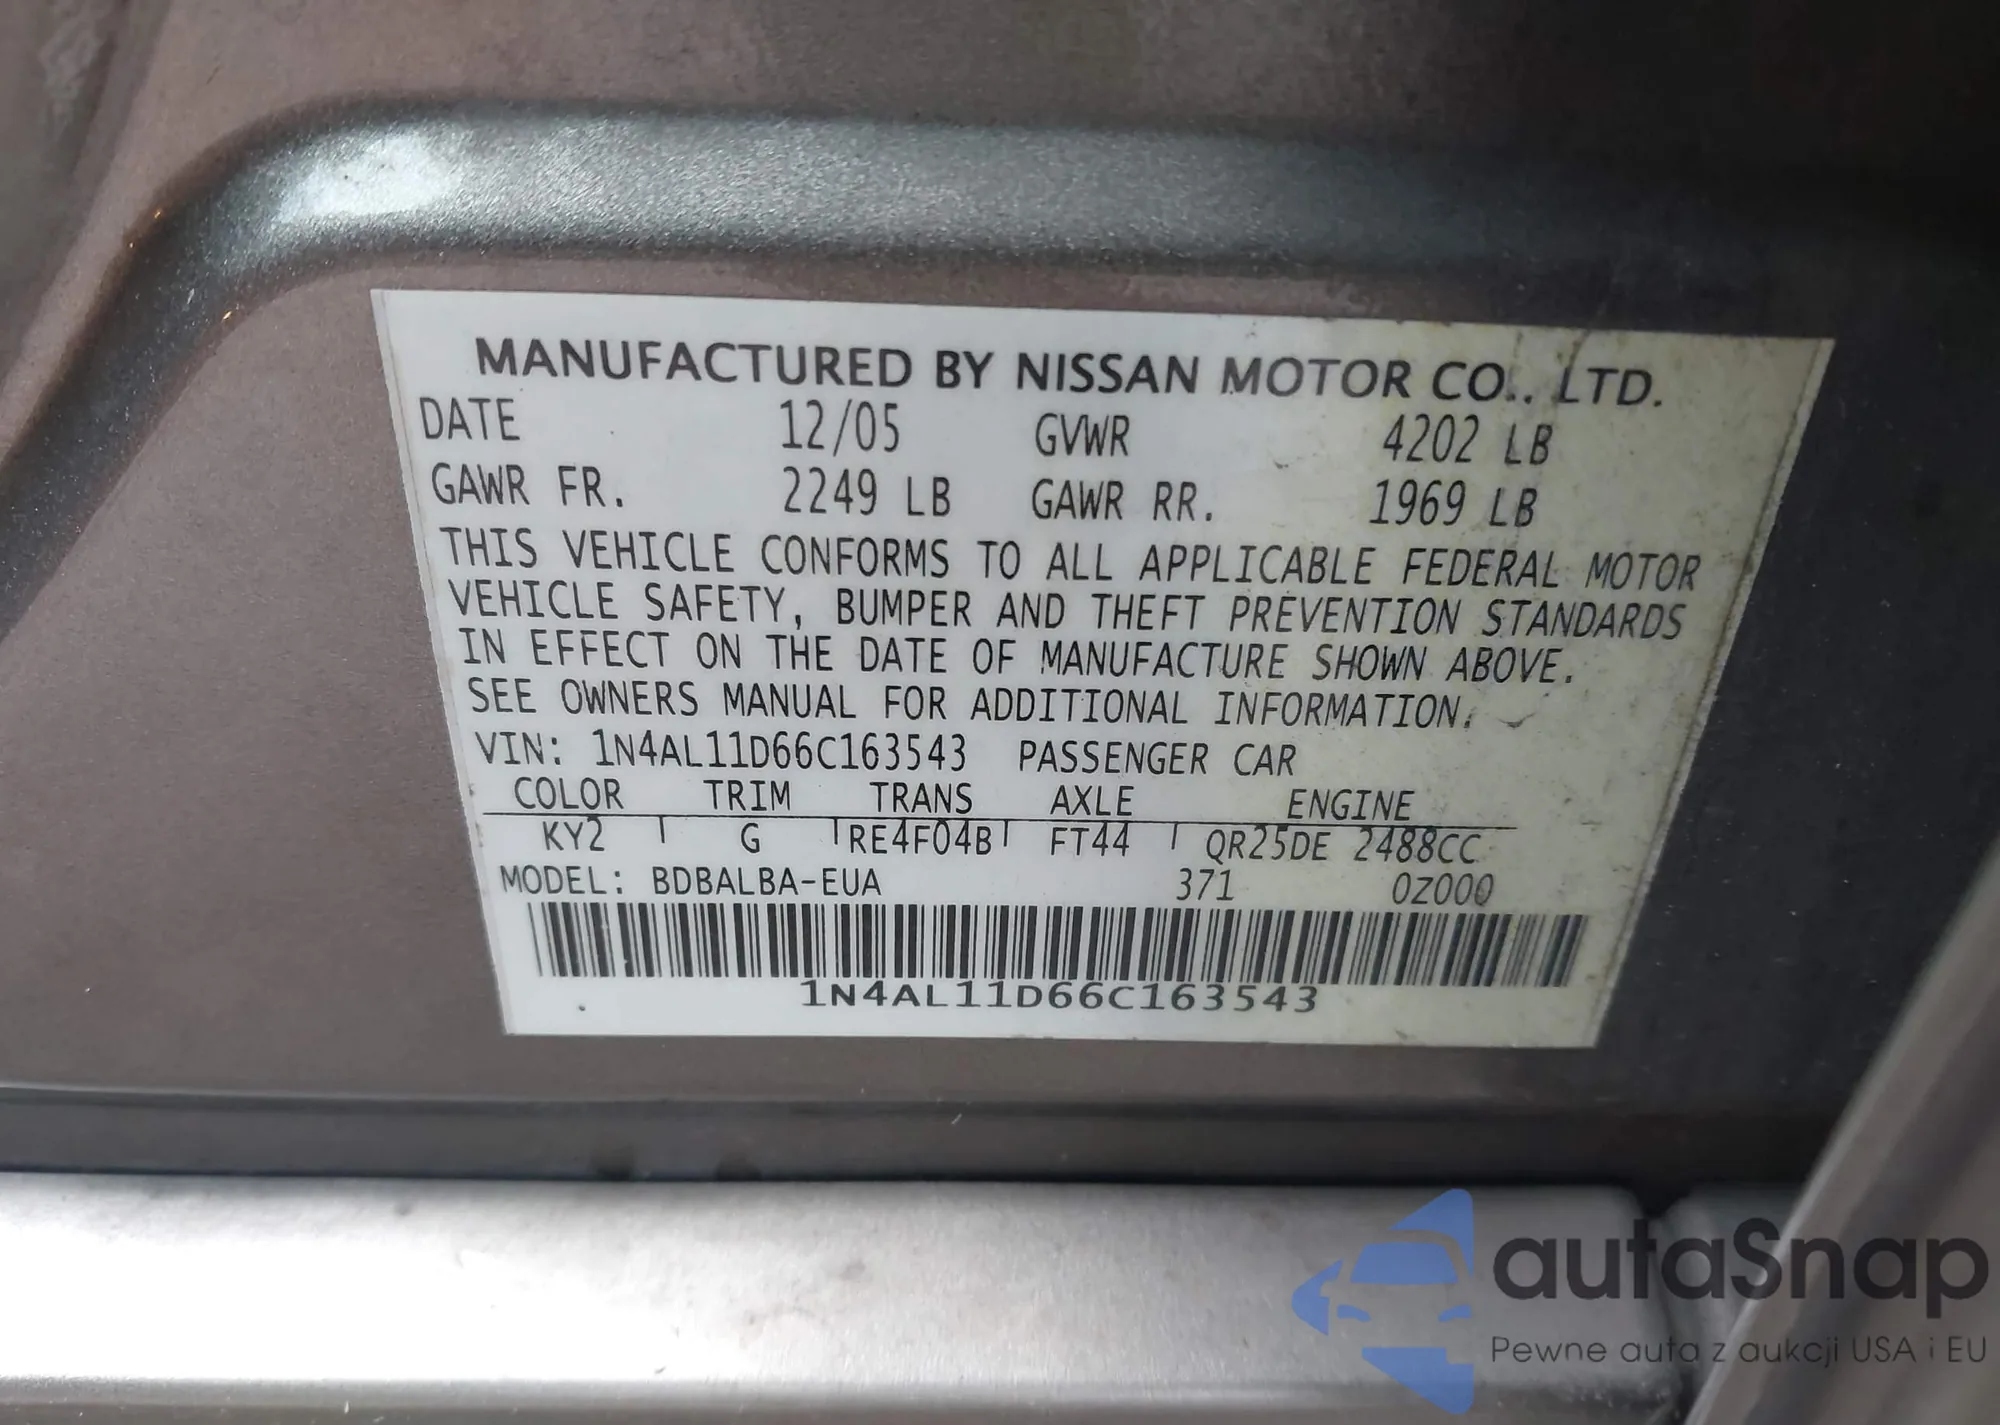 MANUFACTURED BY NISSAN MOTOR CO., LTD.
DATE 12/05 GVWR 4202 LB
GAWR FR. 2249 LB GAWR RR. 1969 LB
THIS VEHICLE CONFORMS TO ALL APPLICABLE FEDERAL MOTOR
VEHICLE SAFETY, BUMPER AND THEFT PREVENTION STANDARDS
IN EFFECT ON THE DATE OF MANUFACTURE SHOWN ABOVE.
SEE OWNERS MANUAL FOR ADDITIONAL INFORMATION.
VIN: 1N4AL11D66C163543 PASSENGER CAR
COLOR TRIM TRANS AXLE ENGINE
KY2 G RE4F04B FT44 QR25DE 2488CC
MODEL: BDBALBA-EUA 371 0Z000
1N4AL11D66C163543
autaSnap
Pewne auta z aukcji USA i EU